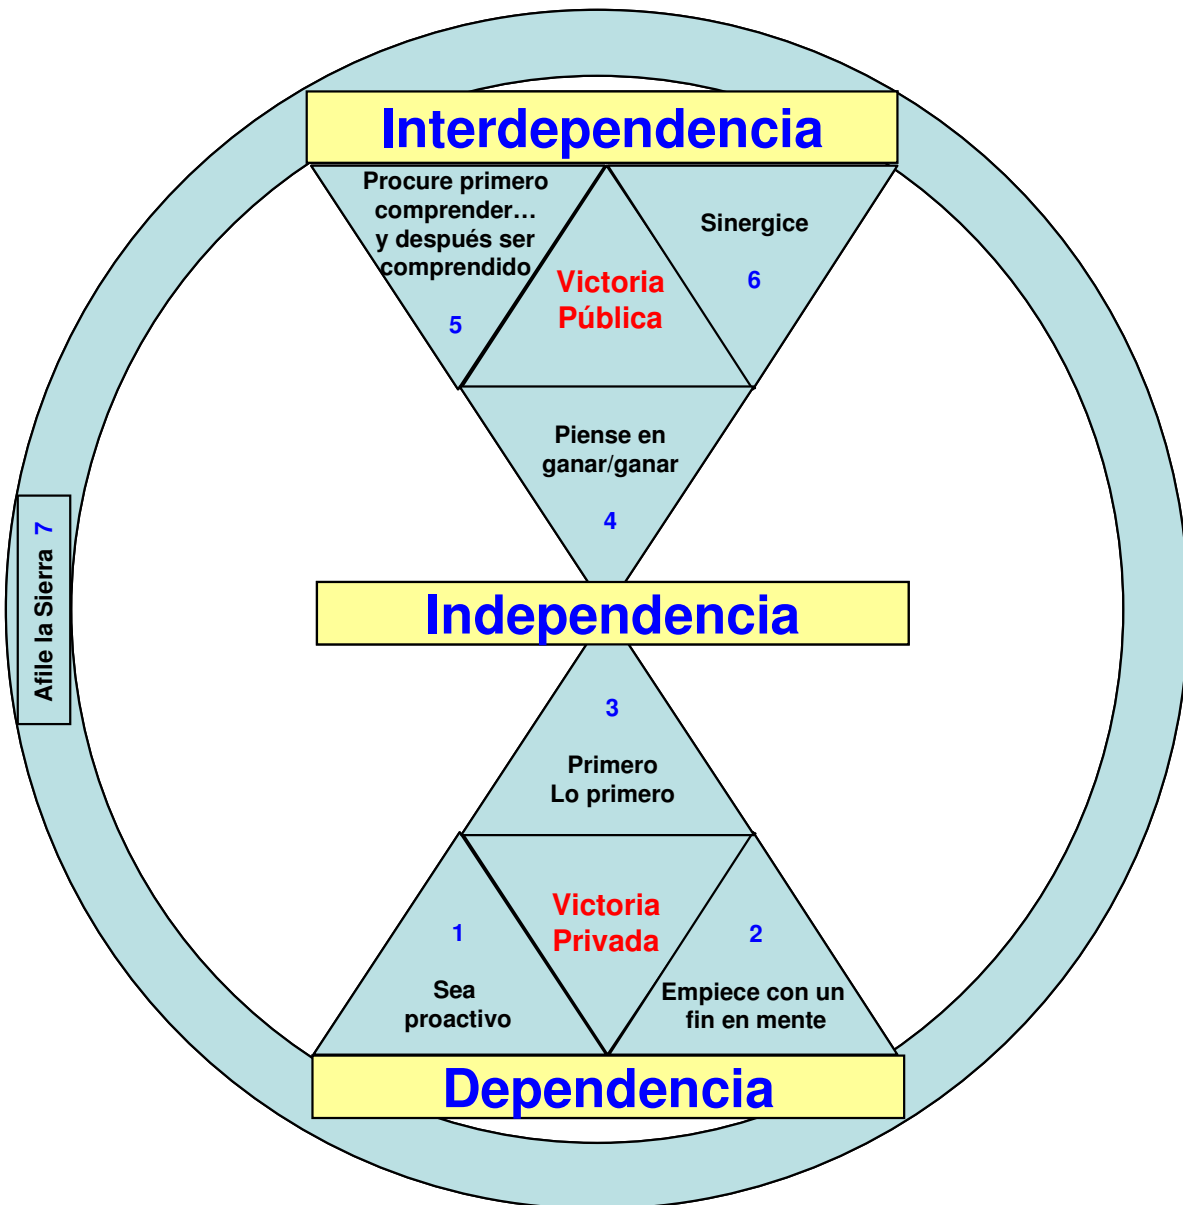 Interdependencia
Procure primero
comprender…
y después ser
comprendido
5
Victoria
Pública
Sinergice
6
Piense en
ganar/ganar
4
Afile la Sierra 7
Independencia
3
Primero
Lo primero
1
Sea
proactivo
Victoria
Privada
2
Empiece con un
fin en mente
Dependencia